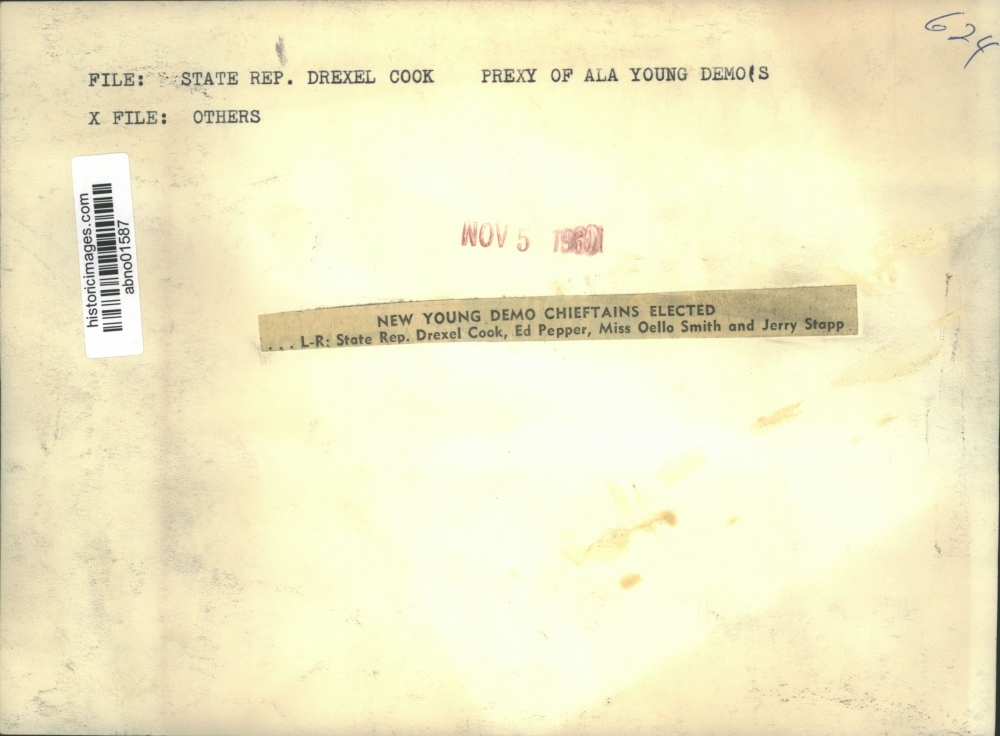 624
FILE: STATE REP. DREXEL COOK PREXY OF ALA YOUNG DEMO(S
X FILE: OTHERS
historicimages.com
abno01587
NOV 5
NEW YOUNG DEMO CHIEFTAINS ELECTED
. . . L-R: State Rep. Drexel Cook, Ed Pepper, Miss Oello Smith and Jerry Stapp